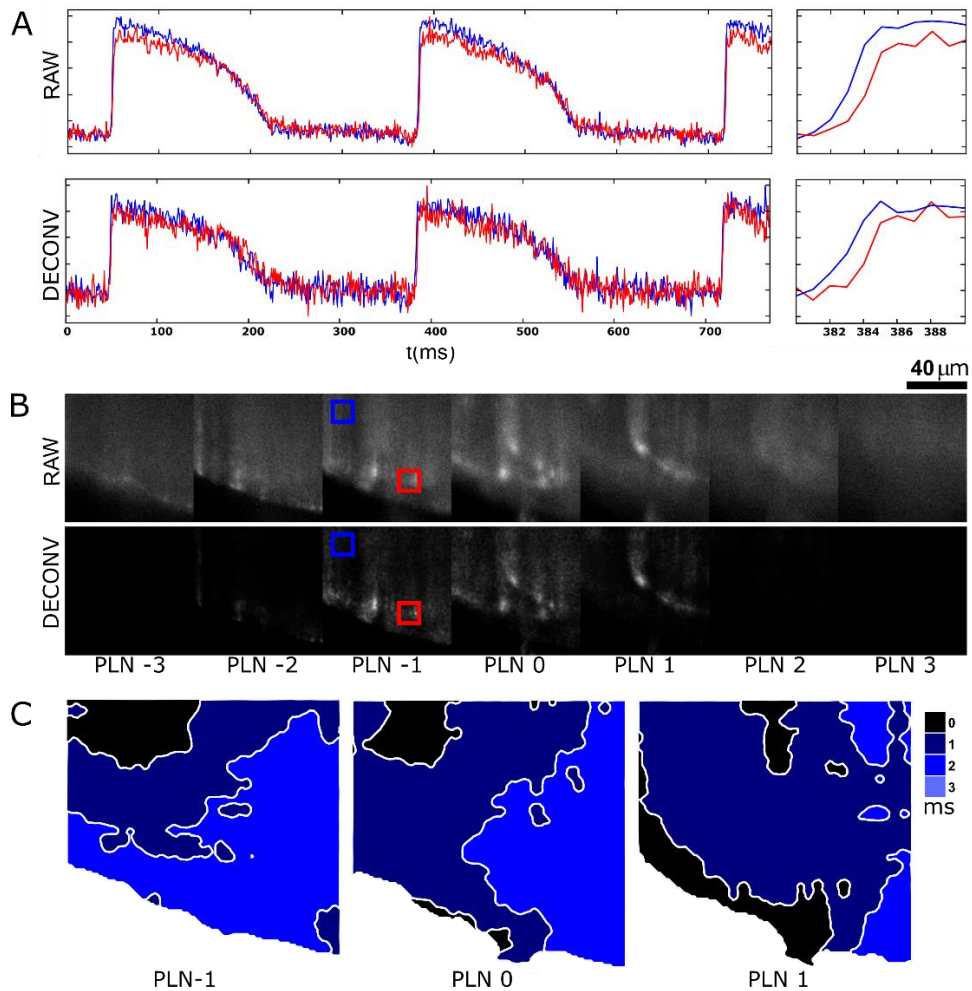 A
RAW
DECONV
0 100 200 300 400 500 600 700
382 384 386 388
t(ms)
40 µm
B
RAW
DECONV
PLN -3 PLN -2 PLN -1 PLN 0 PLN 1 PLN 2 PLN 3
C
0
1
2
3
ms
PLN-1 PLN 0 PLN 1